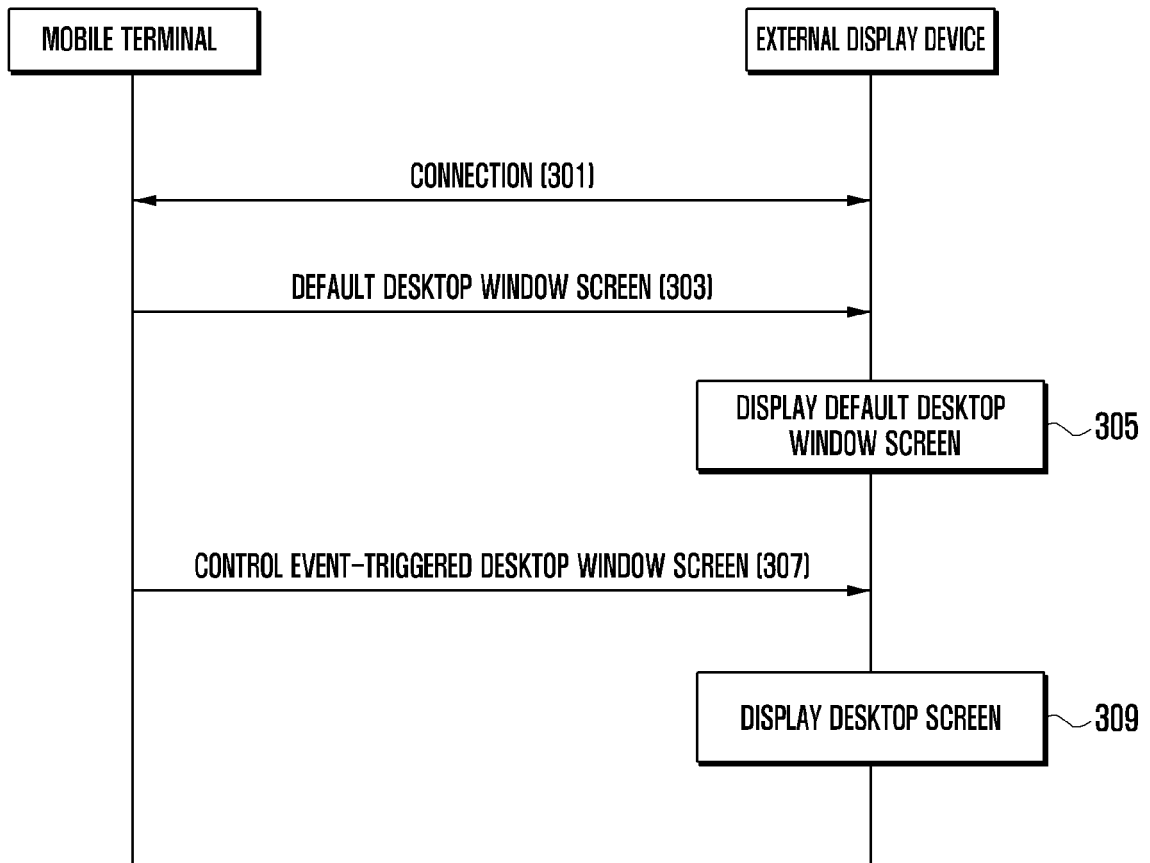 MOBILE TERMINAL
EXTERNAL DISPLAY DEVICE
CONNECTION (301)
DEFAULT DESKTOP WINDOW SCREEN (303)
DISPLAY DEFAULT DESKTOP
WINDOW SCREEN
305
CONTROL EVENT-TRIGGERED DESKTOP WINDOW SCREEN (307)
DISPLAY DESKTOP SCREEN
309